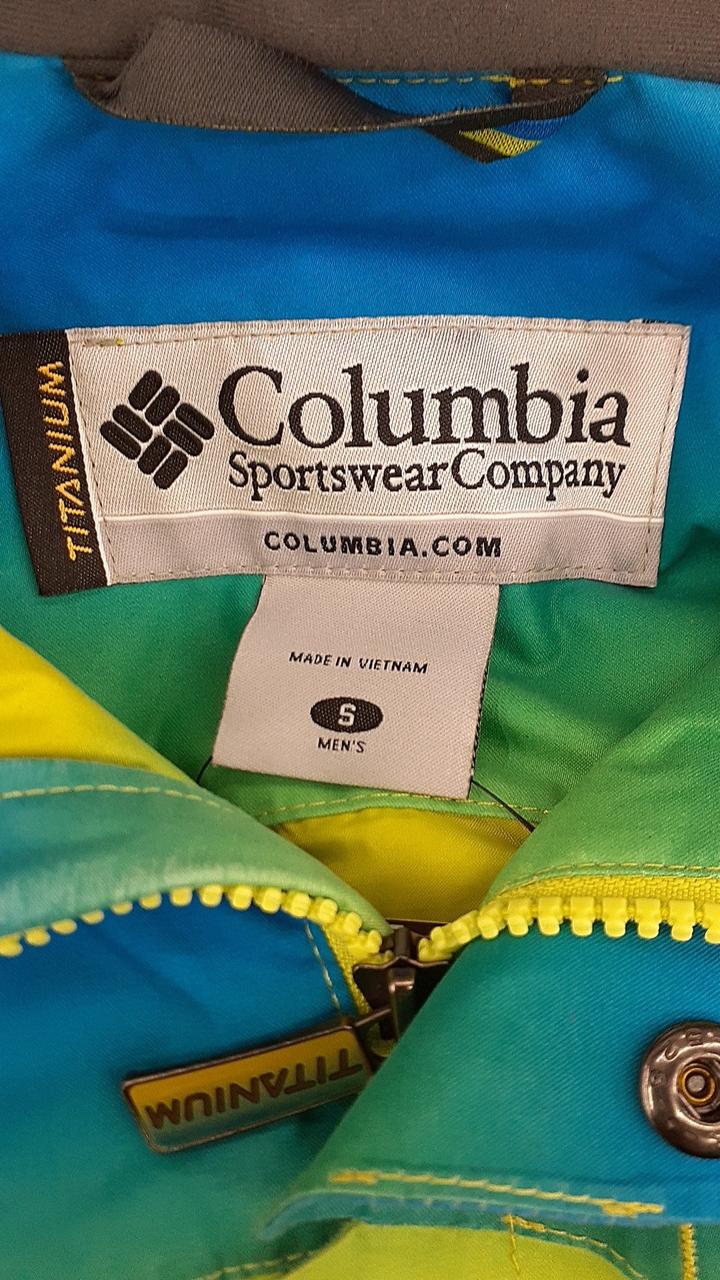 TITANIUM
Columbia
Sportswear Company
COLUMBIA.COM
MADE IN VIETNAM
S
MEN'S
TITANIUM